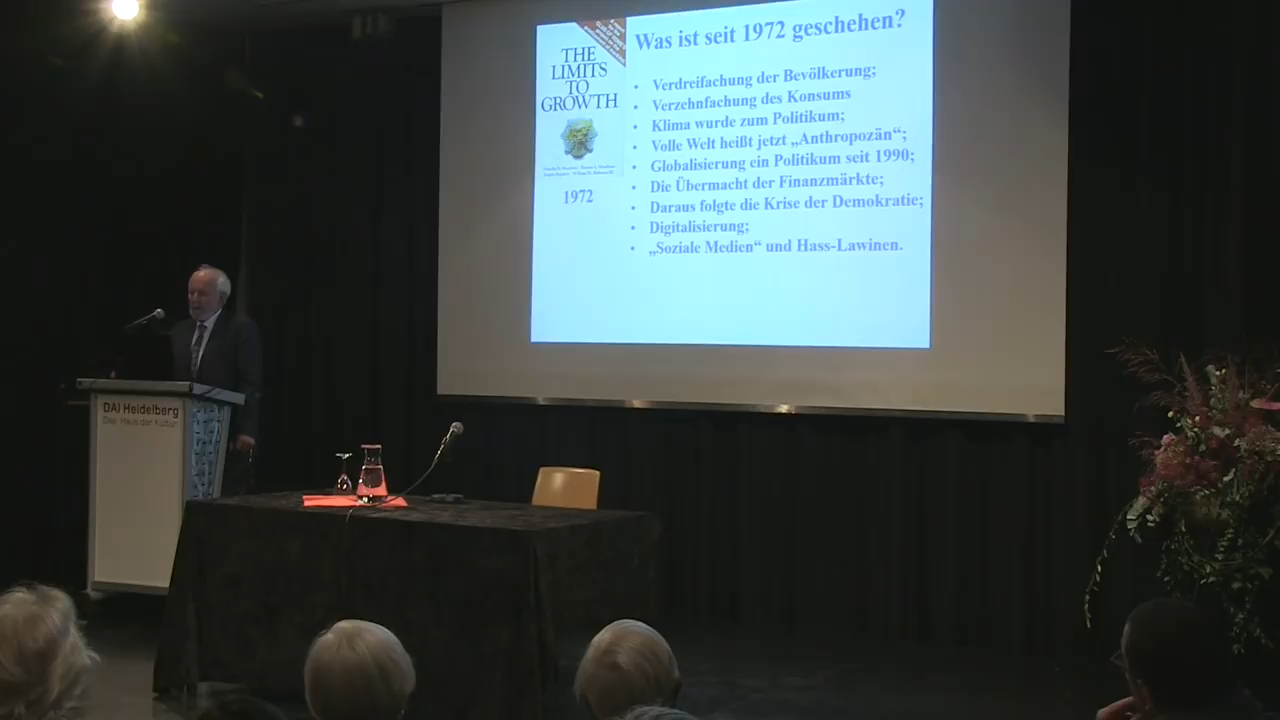 Was ist seit 1972 geschehen?
THE
LIMITS
TO
GROWTH
1972
• Verdreifachung der Bevölkerung;
• Verzehnfachung des Konsums
• Klima wurde zum Politikum;
• Volle Welt heißt jetzt „Anthropozän“;
• Globalisierung ein Politikum seit 1990;
• Die Übermacht der Finanzmärkte;
• Daraus folgte die Krise der Demokratie;
• Digitalisierung;
• „Soziale Medien“ und Hass-Lawinen.
DAI Heidelberg
Das Haus der Kultur